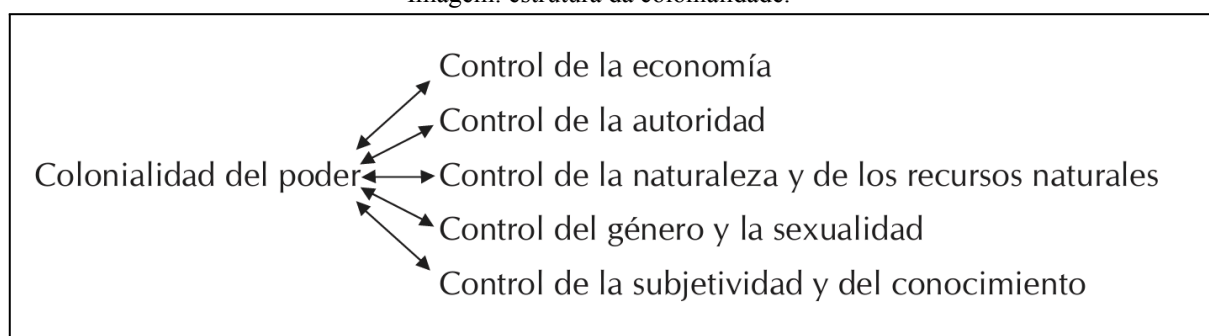 Imagem: estrutura da colonialidade.
Control de la economía
Control de la autoridad
Colonialidad del poder
Control de la naturaleza y de los recursos naturales
Control del género y la sexualidad
Control de la subjetividad y del conocimiento